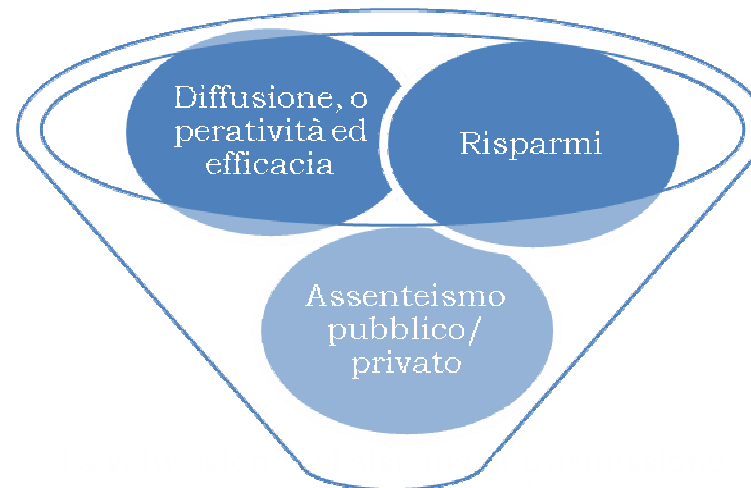 Diffusione, o
peratività ed
efficacia
Risparmi
Assenteismo
pubblico/
privato